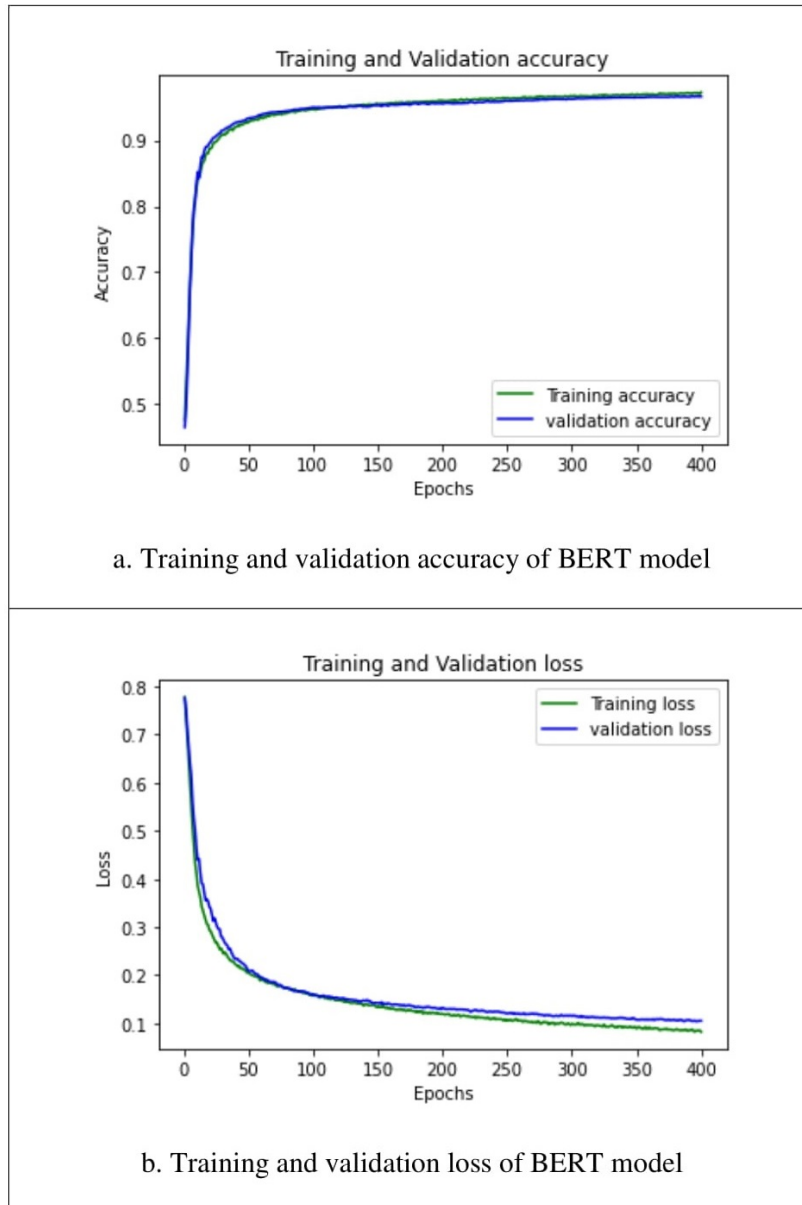 Training and Validation accuracy
Accuracy
0.9
0.8
0.7
0.6
0.5
Training accuracy
validation accuracy
0 50 100 150 200 250 300 350 400
Epochs
a. Training and validation accuracy of BERT model
Training and Validation loss
Loss
0.8
0.7
0.6
0.5
0.4
0.3
0.2
0.1
Training loss
validation loss
0 50 100 150 200 250 300 350 400
Epochs
b. Training and validation loss of BERT model